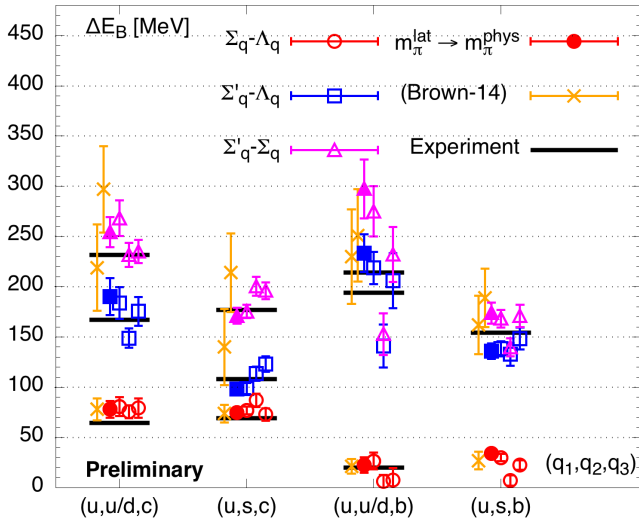 ΔE_B [MeV]
Σ_q-Λ_q
m_π^lat → m_π^phys
Σ'_q-Λ_q
(Brown-14)
Σ'_q-Σ_q
Experiment
450
400
350
300
250
200
150
100
50
0
Preliminary
(q_1,q_2,q_3)
(u,u/d,c)
(u,s,c)
(u,u/d,b)
(u,s,b)